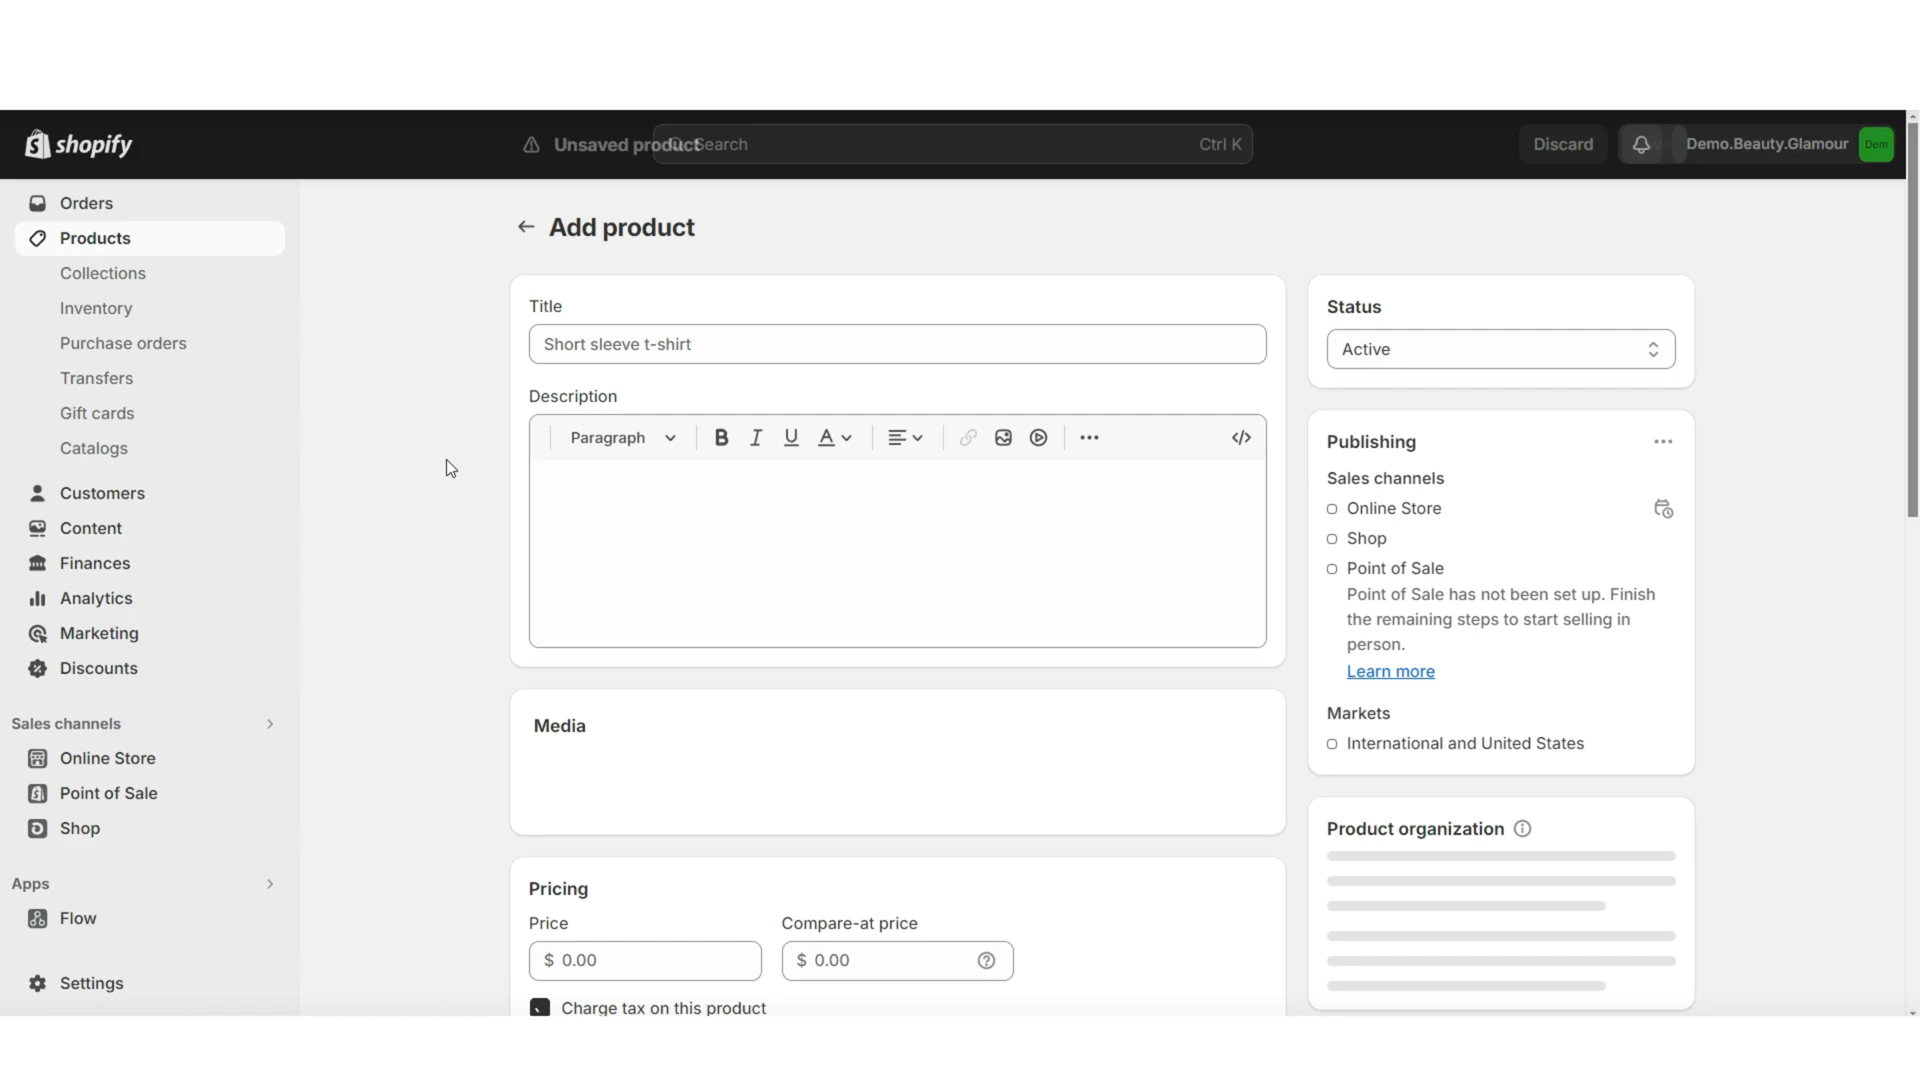 shopify
Unsaved product
Search
Ctrl K
Discard
Demo.Beauty.Glamour
Dem
Orders
Products
Collections
Inventory
Purchase orders
Transfers
Gift cards
Catalogs
Customers
Content
Finances
Analytics
Marketing
Discounts
Sales channels
Online Store
Point of Sale
Shop
Apps
Flow
Settings
Add product
Title
Short sleeve t-shirt
Description
Paragraph
B I U A
Media
Pricing
Price
Compare-at price
$ 0.00
$ 0.00
Charge tax on this product
Status
Active
Publishing
Sales channels
Online Store
Shop
Point of Sale
Point of Sale has not been set up. Finish
the remaining steps to start selling in
person.
Learn more
Markets
International and United States
Product organization